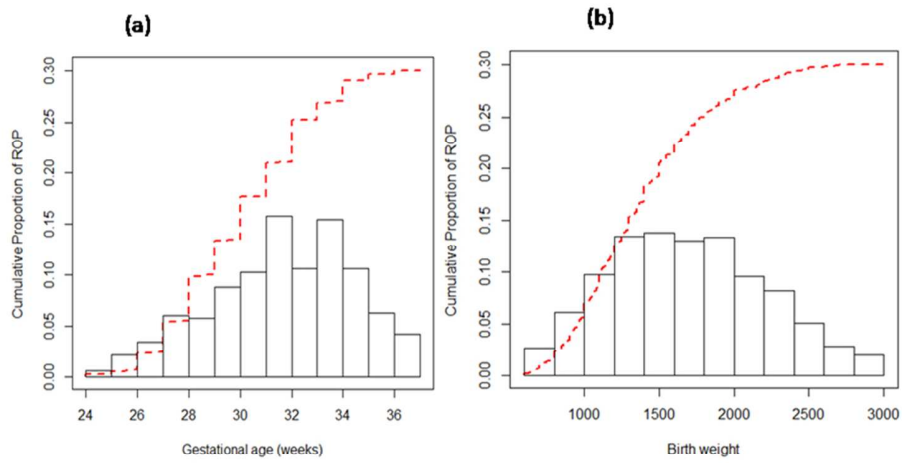 (a)
Cumulative Proportion of ROP
0.00 0.05 0.10 0.15 0.20 0.25 0.30
24 26 28 30 32 34 36
Gestational age (weeks)
(b)
Cumulative Proportion of ROP
0.00 0.05 0.10 0.15 0.20 0.25 0.30
1000 1500 2000 2500 3000
Birth weight